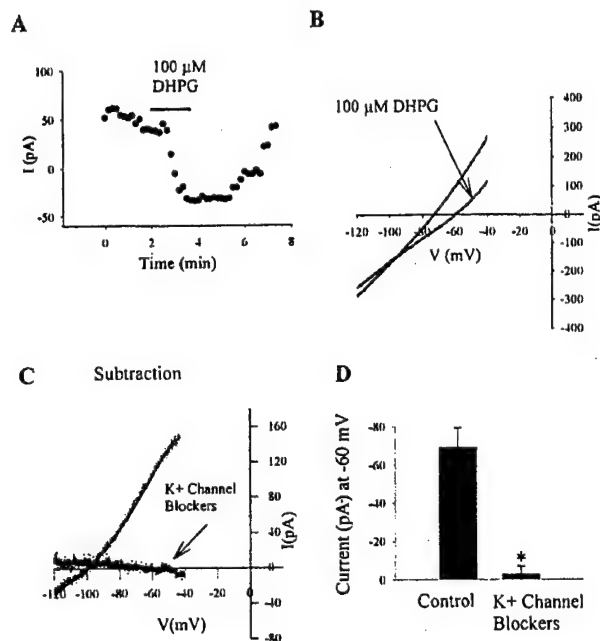 A
100 μM
DHPG
100
50
0
-50
I(pA)
0
2
4
6
8
Time (min)
B
100 μM DHPG
400
300
200
100
0
-100
-200
-300
-400
I(pA)
-120
-100
-80
-60
-40
-20
0
V (mV)
C
Subtraction
K+ Channel
Blockers
160
120
80
40
0
-40
-80
I(pA)
-120
-100
-80
-60
-40
-20
0
V(mV)
D
Current (pA) at -60 mV
-80
-60
-40
-20
0
*
Control
K+ Channel
Blockers